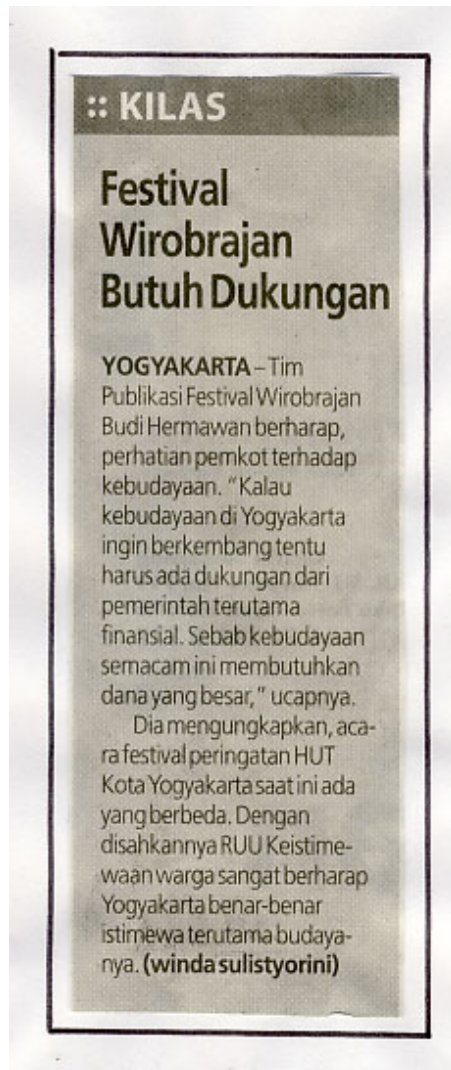 :: KILAS
Festival
Wirobrajan
Butuh Dukungan
YOGYAKARTA – Tim
Publikasi Festival Wirobrajan
Budi Hermawan berharap,
perhatian pemkot terhadap
kebudayaan. “Kalau
kebudayaan di Yogyakarta
ingin berkembang tentu
harus ada dukungan dari
pemerintah terutama
finansial. Sebab kebudayaan
semacam ini membutuhkan
dana yang besar,” ucapnya.
Dia mengungkapkan, aca-
ra festival peringatan HUT
Kota Yogyakarta saat ini ada
yang berbeda. Dengan
disahkannya RUU Keistime-
waan warga sangat berharap
Yogyakarta benar-benar
istimewa terutama budaya-
nya. (winda sulistyorini)